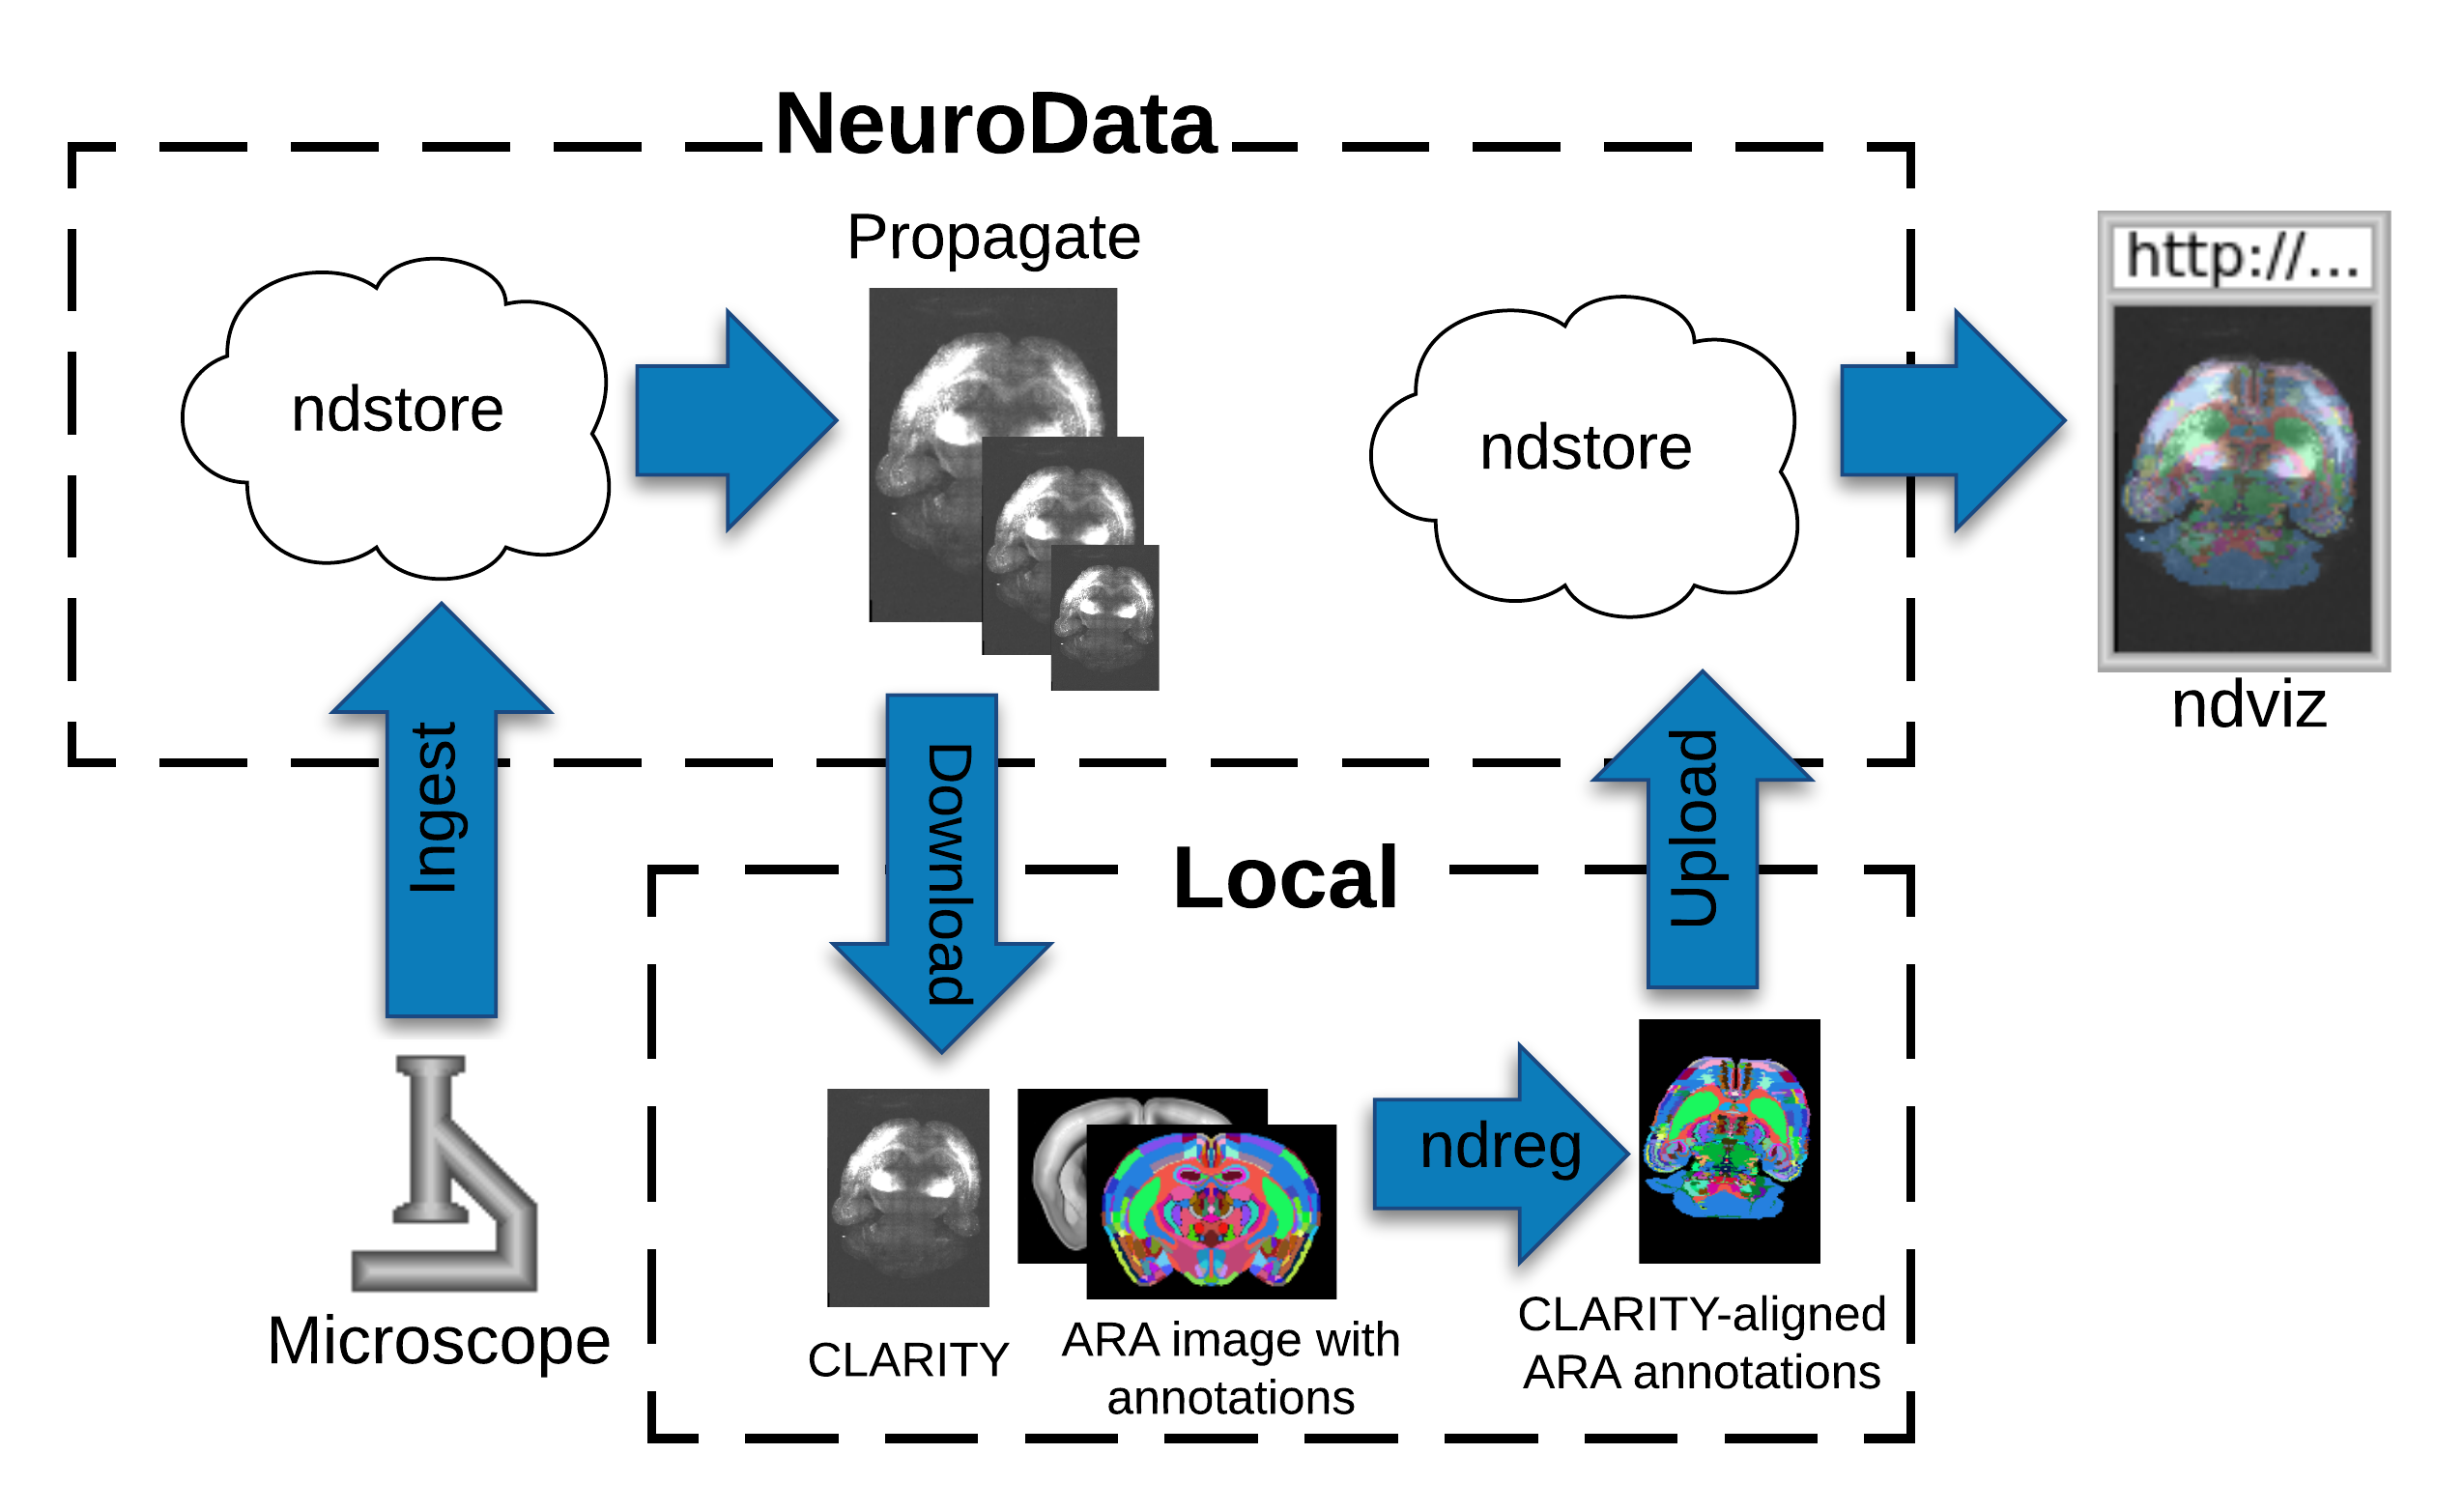 NeuroData
Propagate
ndstore
ndstore
http://...
ndviz
Ingest
Download
Upload
Local
ndreg
Microscope
CLARITY
ARA image with
annotations
CLARITY-aligned
ARA annotations